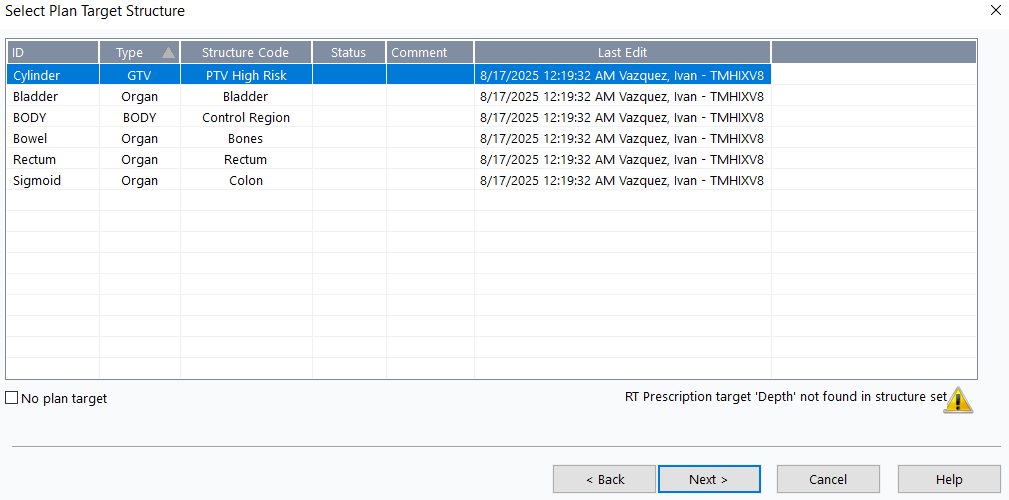 Select Plan Target Structure
ID Type Structure Code Status Comment Last Edit
Cylinder GTV PTV High Risk 8/17/2025 12:19:32 AM Vazquez, Ivan - TMHIXV8
Bladder Organ Bladder 8/17/2025 12:19:32 AM Vazquez, Ivan - TMHIXV8
BODY BODY Control Region 8/17/2025 12:19:32 AM Vazquez, Ivan - TMHIXV8
Bowel Organ Bones 8/17/2025 12:19:32 AM Vazquez, Ivan - TMHIXV8
Rectum Organ Rectum 8/17/2025 12:19:32 AM Vazquez, Ivan - TMHIXV8
Sigmoid Organ Colon 8/17/2025 12:19:32 AM Vazquez, Ivan - TMHIXV8
No plan target RT Prescription target 'Depth' not found in structure set
< Back Next > Cancel Help